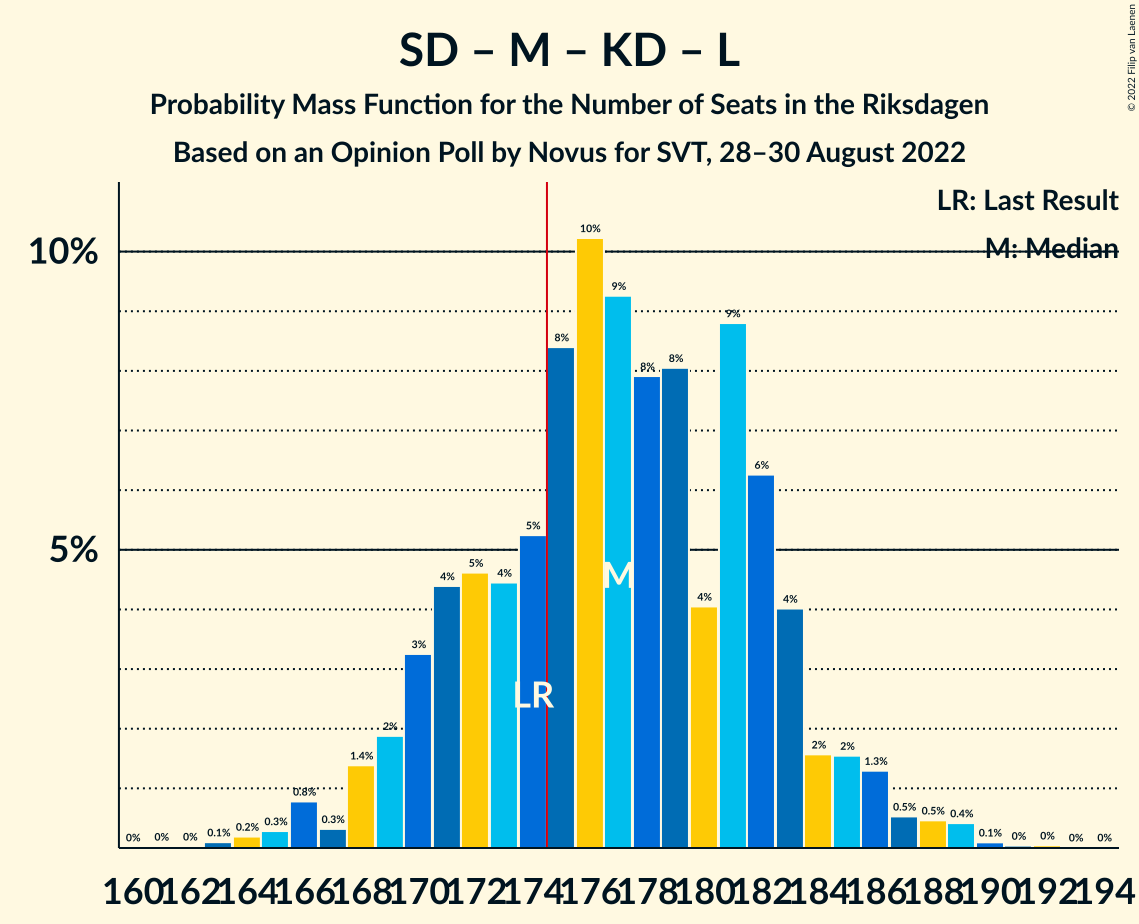 SD – M – KD – L
Probability Mass Function for the Number of Seats in the Riksdagen
Based on an Opinion Poll by Novus for SVT, 28–30 August 2022
© 2022 Filip van Laenen
LR: Last Result
M: Median
10%
5%
0% 0% 0% 0.1% 0.2% 0.3% 0.8% 0.3% 1.4% 2% 3% 4% 5% 4% 5% 8% 10% 9% 8% 8% 4% 9% 6% 4% 2% 2% 1.3% 0.5% 0.5% 0.4% 0.1% 0% 0% 0% 0%
M
LR
160 162 164 166 168 170 172 174 176 178 180 182 184 186 188 190 192 194